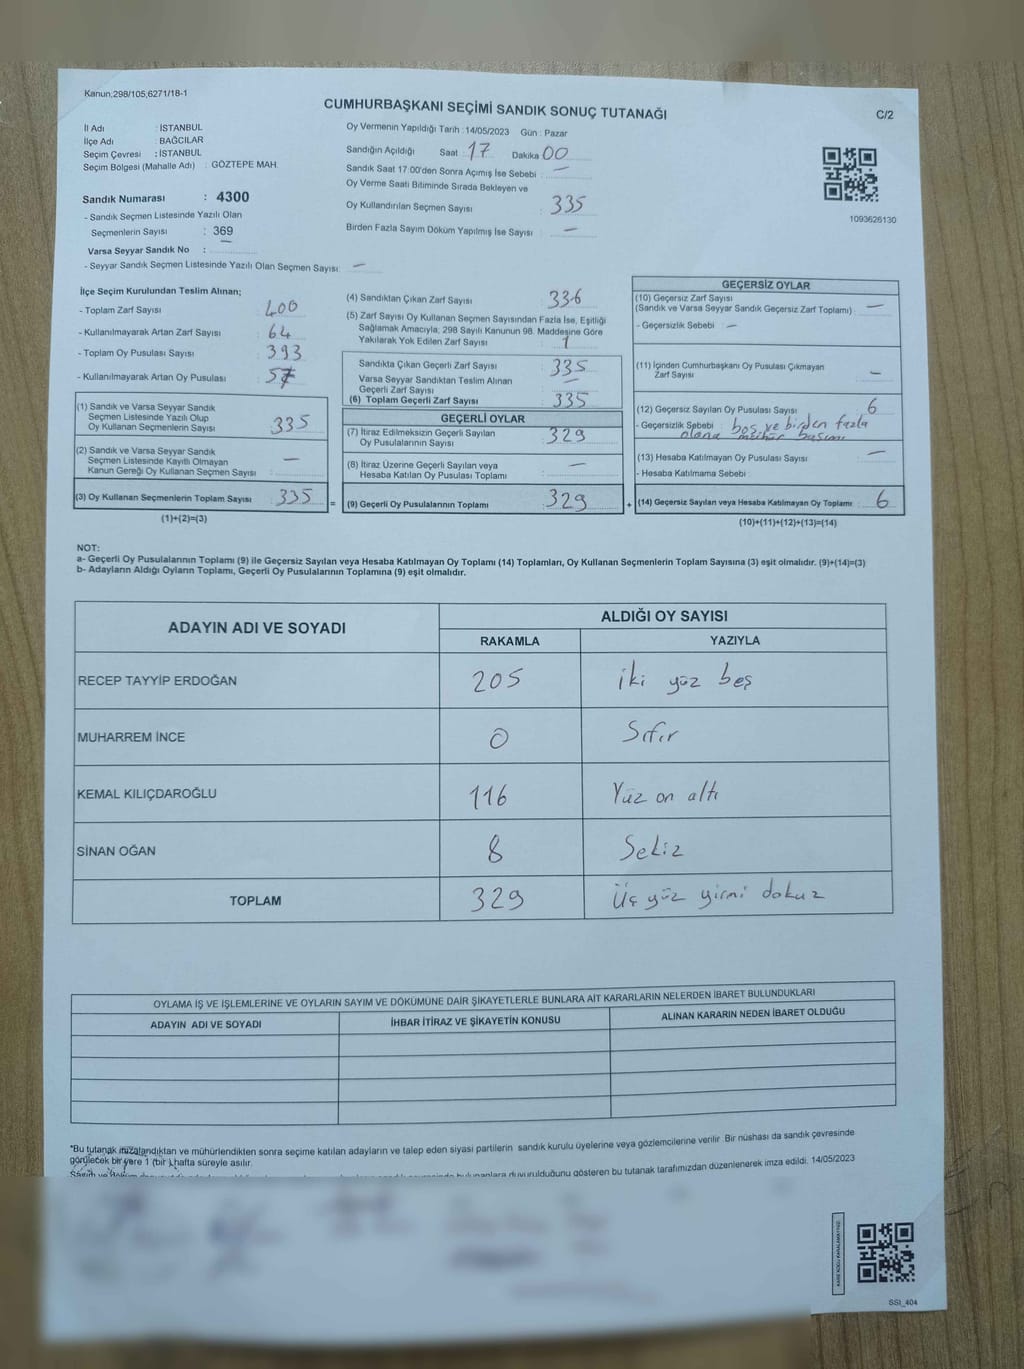 Kanun;298/105;6271/18-1
CUMHURBAŞKANI SEÇİMİ SANDIK SONUÇ TUTANAĞI
C/2
İl Adı : İSTANBUL
İlçe Adı : BAĞCILAR
Seçim Çevresi : İSTANBUL
Seçim Bölgesi (Mahalle Adı) : GÖZTEPE MAH.
Sandık Numarası : 4300
- Sandık Seçmen Listesinde Yazılı Olan
Seçmenlerin Sayısı : 369
Varsa Seyyar Sandık No : —
- Seyyar Sandık Seçmen Listesinde Yazılı Olan Seçmen Sayısı: —
Oy Vermenin Yapıldığı Tarih : 14/05/2023 Gün : Pazar
Sandığın Açıldığı Saat : 17 Dakika 00
Sandık Saat 17:00'den Sonra Açımış İse Sebebi : —
Oy Verme Saati Bitiminde Sırada Bekleyen ve
Oy Kullandırılan Seçmen Sayısı : 335
Birden Fazla Sayım Döküm Yapılmış İse Sayısı : —
1093626130
İlçe Seçim Kurulundan Teslim Alınan;
- Toplam Zarf Sayısı : 400
- Kullanılmayarak Artan Zarf Sayısı : 64
- Toplam Oy Pusulası Sayısı : 393
- Kullanılmayarak Artan Oy Pusulası : 57
(1) Sandık ve Varsa Seyyar Sandık
Seçmen Listesinde Yazılı Olup
Oy Kullanan Seçmenlerin Sayısı : 335
(2) Sandık ve Varsa Seyyar Sandık
Seçmen Listesinde Kayıtlı Olmayan
Kanun Gereği Oy Kullanan Seçmen Sayısı : —
(3) Oy Kullanan Seçmenlerin Toplam Sayısı : 335 =
(1)+(2)=(3)
(4) Sandıktan Çıkan Zarf Sayısı : 336
(5) Zarf Sayısı Oy Kullanan Seçmen Sayısından Fazla İse, Eşitliği
Sağlamak Amacıyla; 298 Sayılı Kanunun 98. Maddesine Göre
Yakılarak Yok Edilen Zarf Sayısı : 1
Sandıkta Çıkan Geçerli Zarf Sayısı : 335
Varsa Seyyar Sandıktan Teslim Alınan
Geçerli Zarf Sayısı : —
(6) Toplam Geçerli Zarf Sayısı : 335
GEÇERLİ OYLAR
(7) İtiraz Edilmeksizin Geçerli Sayılan
Oy Pusulalarının Sayısı : 329
(8) İtiraz Üzerine Geçerli Sayılan veya
Hesaba Katılan Oy Pusulası Toplamı : —
(9) Geçerli Oy Pusulalarının Toplamı : 329 +
GEÇERSİZ OYLAR
(10) Geçersiz Zarf Sayısı
(Sandık ve Varsa Seyyar Sandık Geçersiz Zarf Toplamı) : —
- Geçersizlik Sebebi : —
(11) İçinden Cumhurbaşkanı Oy Pusulası Çıkmayan
Zarf Sayısı : —
(12) Geçersiz Sayılan Oy Pusulası Sayısı : 6
- Geçersizlik Sebebi : boş ve birden fazla
olana mühür basımı
(13) Hesaba Katılmayan Oy Pusulası Sayısı : —
- Hesaba Katılmama Sebebi :
(14) Geçersiz Sayılan veya Hesaba Katılmayan Oy Toplamı : 6
(10)+(11)+(12)+(13)=(14)
NOT:
a- Geçerli Oy Pusulalarının Toplamı (9) ile Geçersiz Sayılan veya Hesaba Katılmayan Oy Toplamı (14) Toplamları, Oy Kullanan Seçmenlerin Toplam Sayısına (3) eşit olmalıdır. (9)+(14)=(3)
b- Adayların Aldığı Oyların Toplamı, Geçerli Oy Pusulalarının Toplamına (9) eşit olmalıdır.
ADAYIN ADI VE SOYADI
ALDIĞI OY SAYISI
RAKAMLA YAZIYLA
RECEP TAYYİP ERDOĞAN 205 iki yüz beş
MUHARREM İNCE 0 Sıfır
KEMAL KILIÇDAROĞLU 116 Yüz on altı
SİNAN OĞAN 8 Sekiz
TOPLAM 329 Üç yüz yirmi dokuz
OYLAMA İŞ VE İŞLEMLERİNE VE OYLARIN SAYIM VE DÖKÜMÜNE DAİR ŞİKAYETLERLE BUNLARA AİT KARARLARIN NELERDEN İBARET BULUNDUKLARI
ADAYIN ADI VE SOYADI İHBAR İTİRAZ VE ŞİKAYETİN KONUSU ALINAN KARARIN NEDEN İBARET OLDUĞU
*Bu tutanak imzalandıktan ve mühürlendikten sonra seçime katılan adayların ve talep eden siyasi partilerin sandık kurulu üyelerine veya gözlemcilerine verilir. Bir nüshası da sandık çevresinde
görülecek bir yere 1 (bir) hafta süreyle asılır.
bulunanlara duyurulduğunu gösteren bu tutanak tarafımızdan düzenlenerek imza edildi. 14/05/2023
SSI_404